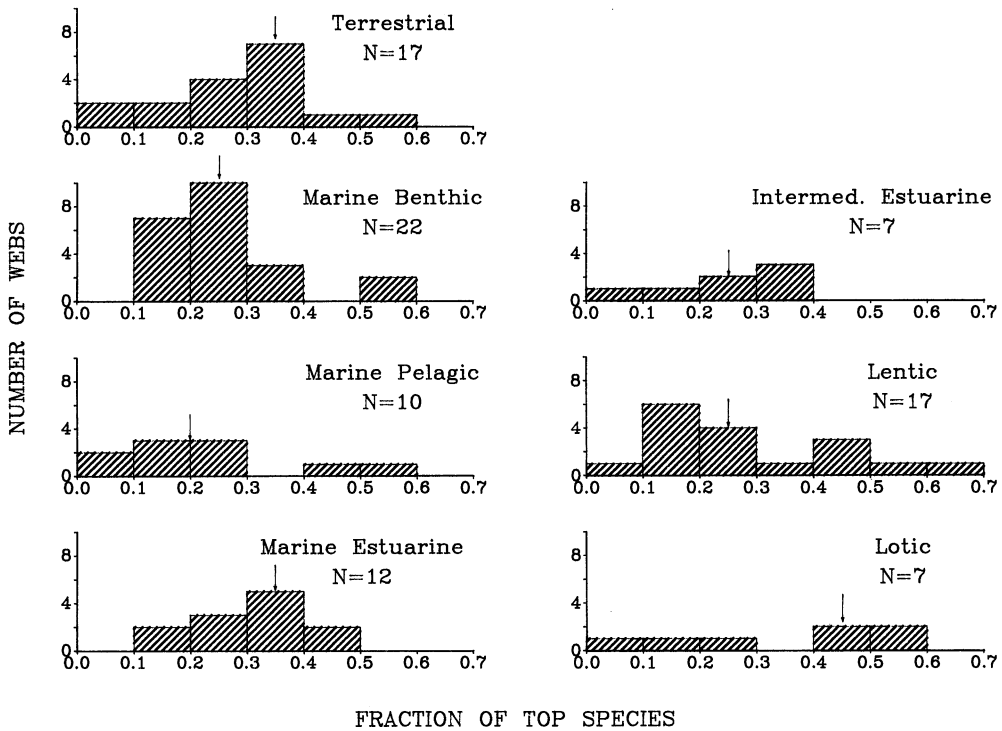 NUMBER OF WEBS
Terrestrial
N=17
8
4
0
0.0 0.1 0.2 0.3 0.4 0.5 0.6 0.7
Marine Benthic
N=22
8
4
0
0.0 0.1 0.2 0.3 0.4 0.5 0.6 0.7
Intermed. Estuarine
N=7
8
4
0
0.0 0.1 0.2 0.3 0.4 0.5 0.6 0.7
Marine Pelagic
N=10
8
4
0
0.0 0.1 0.2 0.3 0.4 0.5 0.6 0.7
Lentic
N=17
8
4
0
0.0 0.1 0.2 0.3 0.4 0.5 0.6 0.7
Marine Estuarine
N=12
8
4
0
0.0 0.1 0.2 0.3 0.4 0.5 0.6 0.7
Lotic
N=7
8
4
0
0.0 0.1 0.2 0.3 0.4 0.5 0.6 0.7
FRACTION OF TOP SPECIES